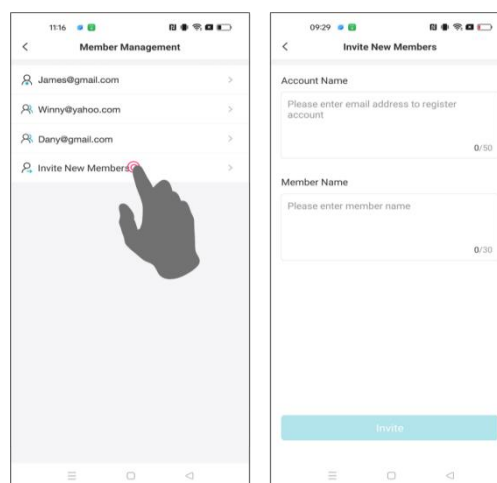 11:16
Member Management
James@gmail.com
Winny@yahoo.com
Dany@gmail.com
Invite New Members
09:29
Invite New Members
Account Name
Please enter email address to register
account
0/50
Member Name
Please enter member name
0/30
Invite